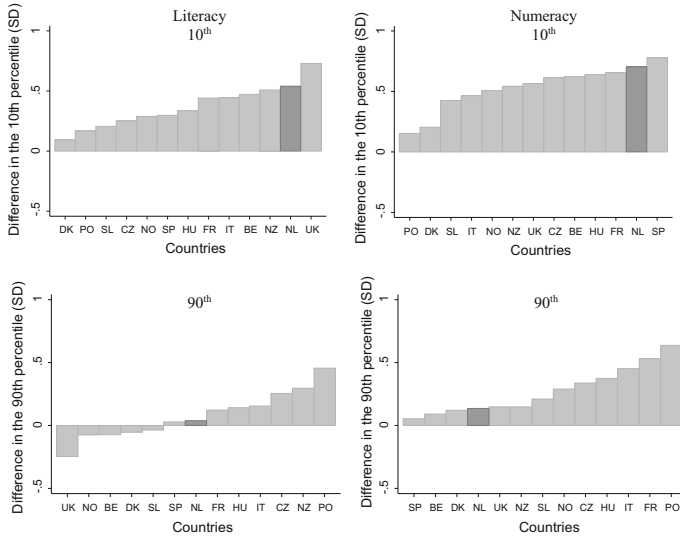 Literacy
10th
Difference in the 10th percentile (SD)
1
.5
0
-.5
DK PO SL CZ NO SP HU FR IT BE NZ NL UK
Countries
Numeracy
10th
Difference in the 10th percentile (SD)
1
.5
0
-.5
PO DK SL IT NO NZ UK CZ BE HU FR NL SP
Countries
90th
Difference in the 90th percentile (SD)
1
.5
0
-.5
UK NO BE DK SL SP NL FR HU IT CZ NZ PO
Countries
90th
Difference in the 90th percentile (SD)
1
.5
0
-.5
SP BE DK NL UK NZ SL NO CZ HU IT FR PO
Countries